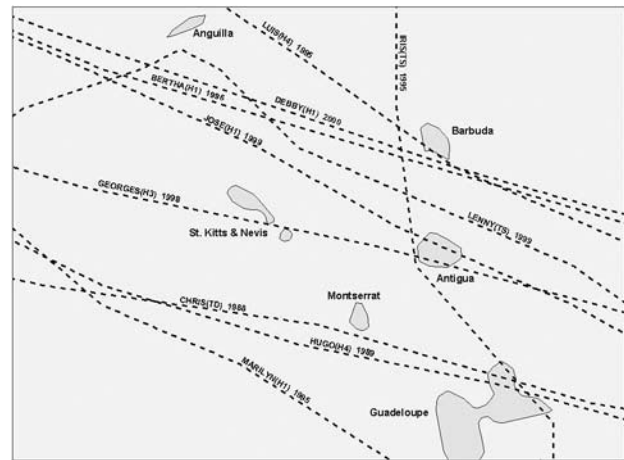 Anguilla
LUIS(H4) 1995
IRIS(TS) 1995
BERTHA(H1) 1996
DEBBY(H1) 2000
JOSE(H1) 1999
Barbuda
GEORGES(H3) 1998
LENNY(TS) 1999
St. Kitts & Nevis
Antigua
Montserrat
CHRIS(TD) 1988
HUGO(H4) 1989
MARILYN(H1) 1995
Guadeloupe